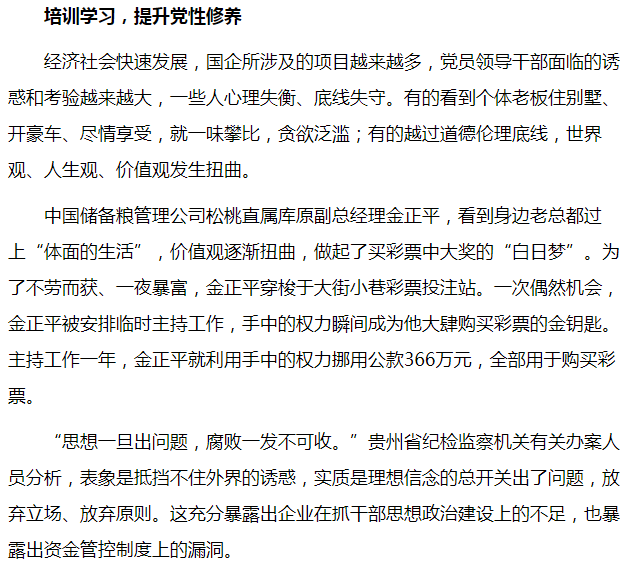 培训学习，提升党性修养
经济社会快速发展，国企所涉及的项目越来越多，党员领导干部面临的诱
惑和考验越来越大，一些人心理失衡、底线失守。有的看到个体老板住别墅、
开豪车、尽情享受，就一味攀比，贪欲泛滥；有的越过道德伦理底线，世界
观、人生观、价值观发生扭曲。
中国储备粮管理公司松桃直属库原副总经理金正平，看到身边老总都过
上“体面的生活”，价值观逐渐扭曲，做起了买彩票中大奖的“白日梦”。为
了不劳而获、一夜暴富，金正平穿梭于大街小巷彩票投注站。一次偶然机会，
金正平被安排临时主持工作，手中的权力瞬间成为他大肆购买彩票的金钥匙。
主持工作一年，金正平就利用手中的权力挪用公款366万元，全部用于购买彩
票。
“思想一旦出问题，腐败一发不可收。”贵州省纪检监察机关有关办案人
员分析，表象是抵挡不住外界的诱惑，实质是理想信念的总开关出了问题，放
弃立场、放弃原则。这充分暴露出企业在抓干部思想政治建设上的不足，也暴
露出资金管控制度上的漏洞。